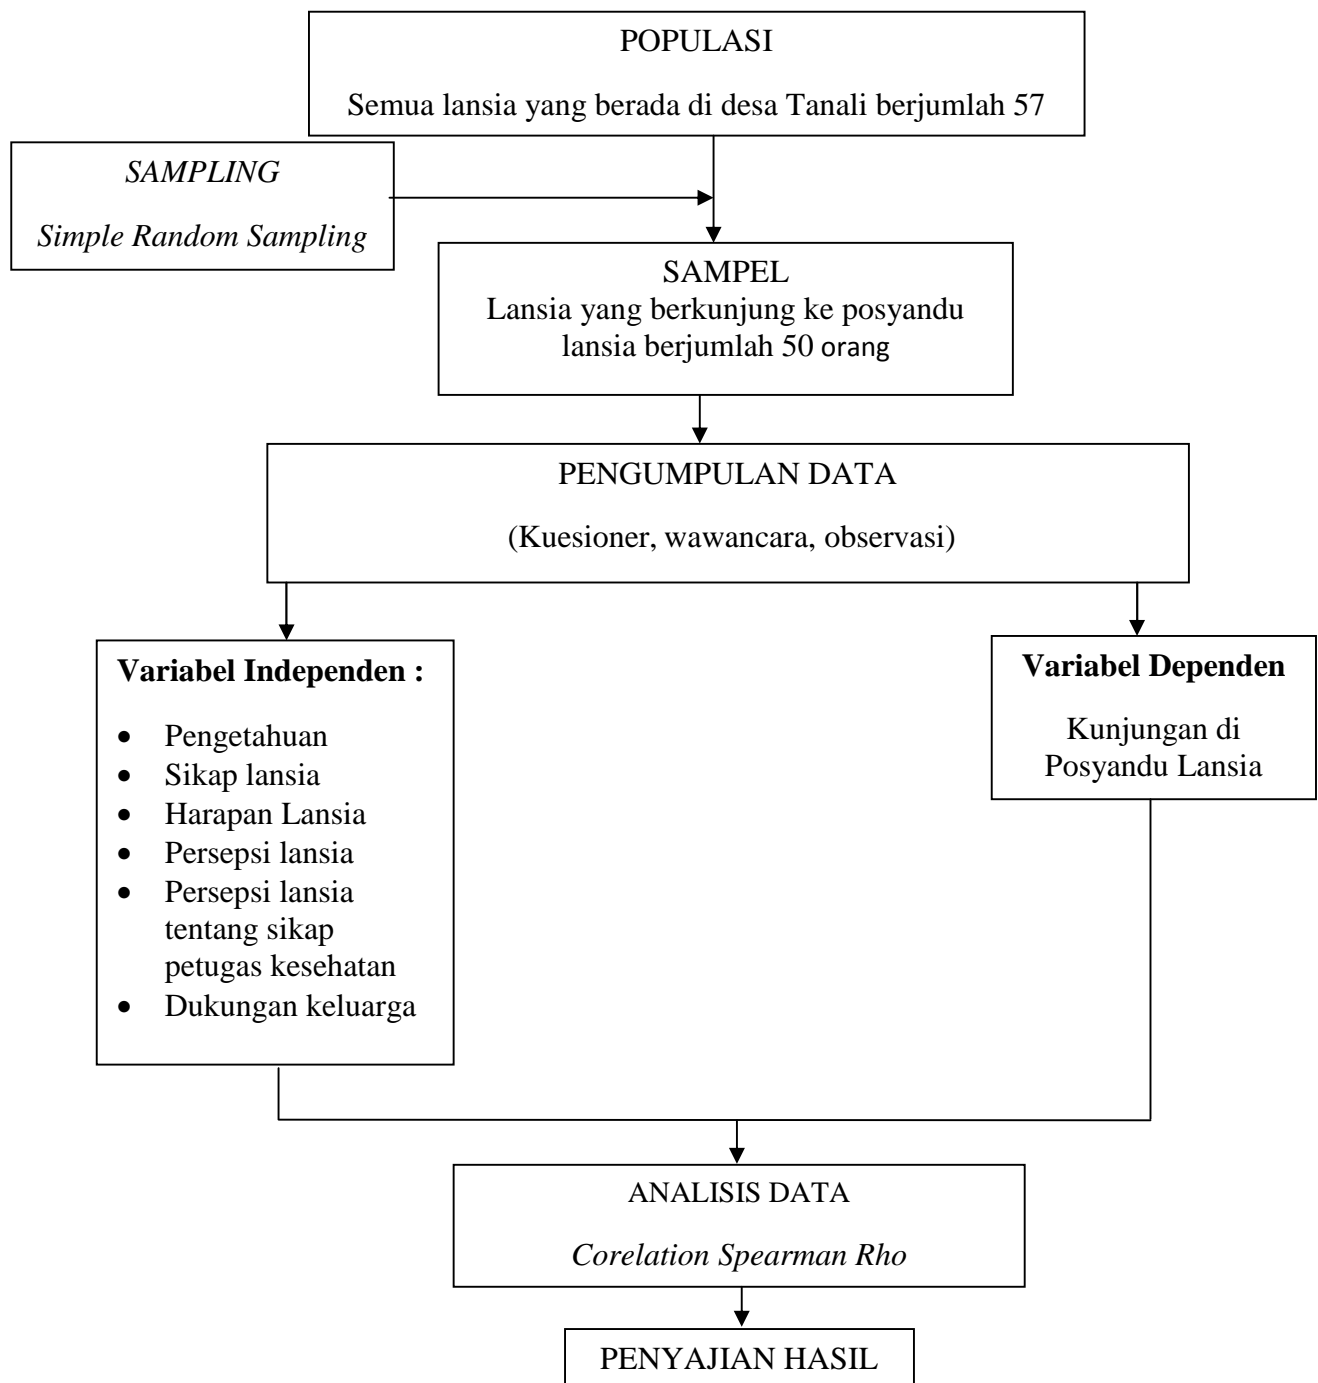 POPULASI
Semua lansia yang berada di desa Tanali berjumlah 57
SAMPLING
Simple Random Sampling
SAMPEL
Lansia yang berkunjung ke posyandu
lansia berjumlah 50 orang
PENGUMPULAN DATA
(Kuesioner, wawancara, observasi)
Variabel Independen :
• Pengetahuan
• Sikap lansia
• Harapan Lansia
• Persepsi lansia
• Persepsi lansia
tentang sikap
petugas kesehatan
• Dukungan keluarga
Variabel Dependen
Kunjungan di
Posyandu Lansia
ANALISIS DATA
Corelation Spearman Rho
PENYAJIAN HASIL